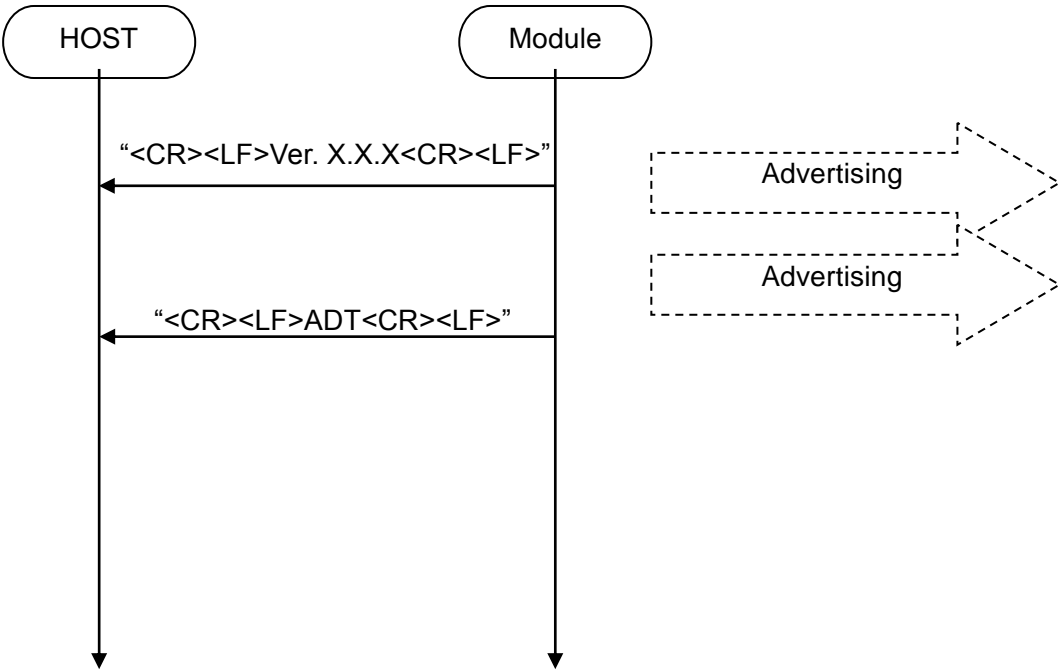 HOST
Module
“<CR><LF>Ver. X.X.X<CR><LF>”
Advertising
Advertising
“<CR><LF>ADT<CR><LF>”